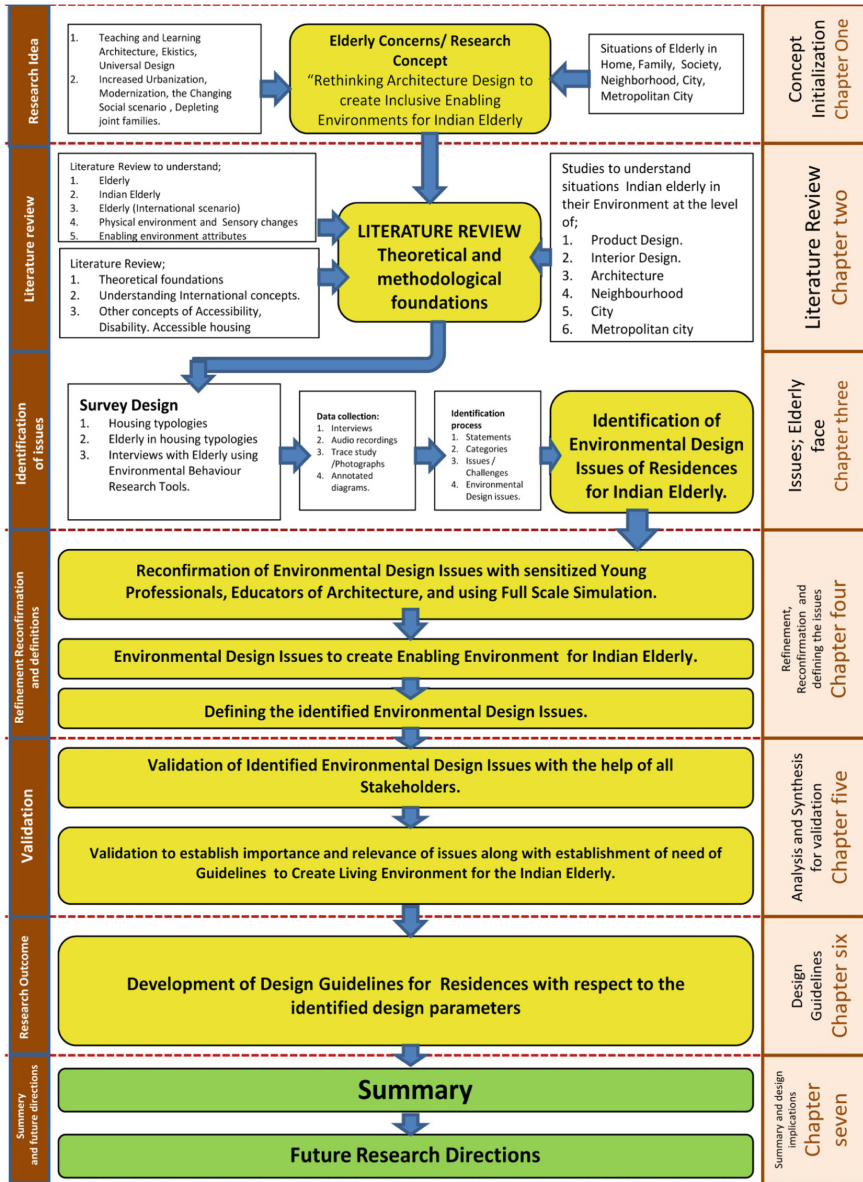 Research Idea
1. Teaching and Learning
Architecture, Ekistics,
Universal Design
2. Increased Urbanization,
Modernization, the Changing
Social scenario , Depleting
joint families.
Elderly Concerns/ Research
Concept
“Rethinking Architecture Design to
create Inclusive Enabling
Environments for Indian Elderly
Situations of Elderly in
Home, Family, Society,
Neighborhood, City,
Metropolitan City
Concept
Initialization
Chapter One
Literature review
Literature Review to understand;
1. Elderly
2. Indian Elderly
3. Elderly (International scenario)
4. Physical environment and Sensory changes
5. Enabling environment attributes
Literature Review;
1. Theoretical foundations
2. Understanding International concepts.
3. Other concepts of Accessibility,
Disability. Accessible housing
LITERATURE REVIEW
Theoretical and
methodological
foundations
Studies to understand
situations Indian elderly in
their Environment at the level
of;
1. Product Design.
2. Interior Design.
3. Architecture
4. Neighbourhood
5. City
6. Metropolitan city
Literature Review
Chapter two
Identification
of issues
Survey Design
1. Housing typologies
2. Elderly in housing typologies
3. Interviews with Elderly using
Environmental Behaviour
Research Tools.
Data collection:
1. Interviews
2. Audio recordings
3. Trace study
/Photographs
4. Annotated
diagrams.
Identification
process
1. Statements
2. Categories
3. Issues /
Challenges
4. Environmental
Design issues.
Identification of
Environmental Design
Issues of Residences
for Indian Elderly.
Issues; Elderly
face
Chapter three
Refinement Reconfirmation
and definitions
Reconfirmation of Environmental Design Issues with sensitized Young
Professionals, Educators of Architecture, and using Full Scale Simulation.
Environmental Design Issues to create Enabling Environment for Indian Elderly.
Defining the identified Environmental Design Issues.
Refinement,
Reconfirmation and
defining the issues
Chapter four
Validation
Validation of Identified Environmental Design Issues with the help of all
Stakeholders.
Validation to establish importance and relevance of issues along with establishment of need of
Guidelines to Create Living Environment for the Indian Elderly.
Analysis and Synthesis
for validation
Chapter five
Research Outcome
Development of Design Guidelines for Residences with respect to the
identified design parameters
Design
Guidelines
Chapter six
Summery
and future directions
Summary
Future Research Directions
Summary and design
implications
Chapter
seven